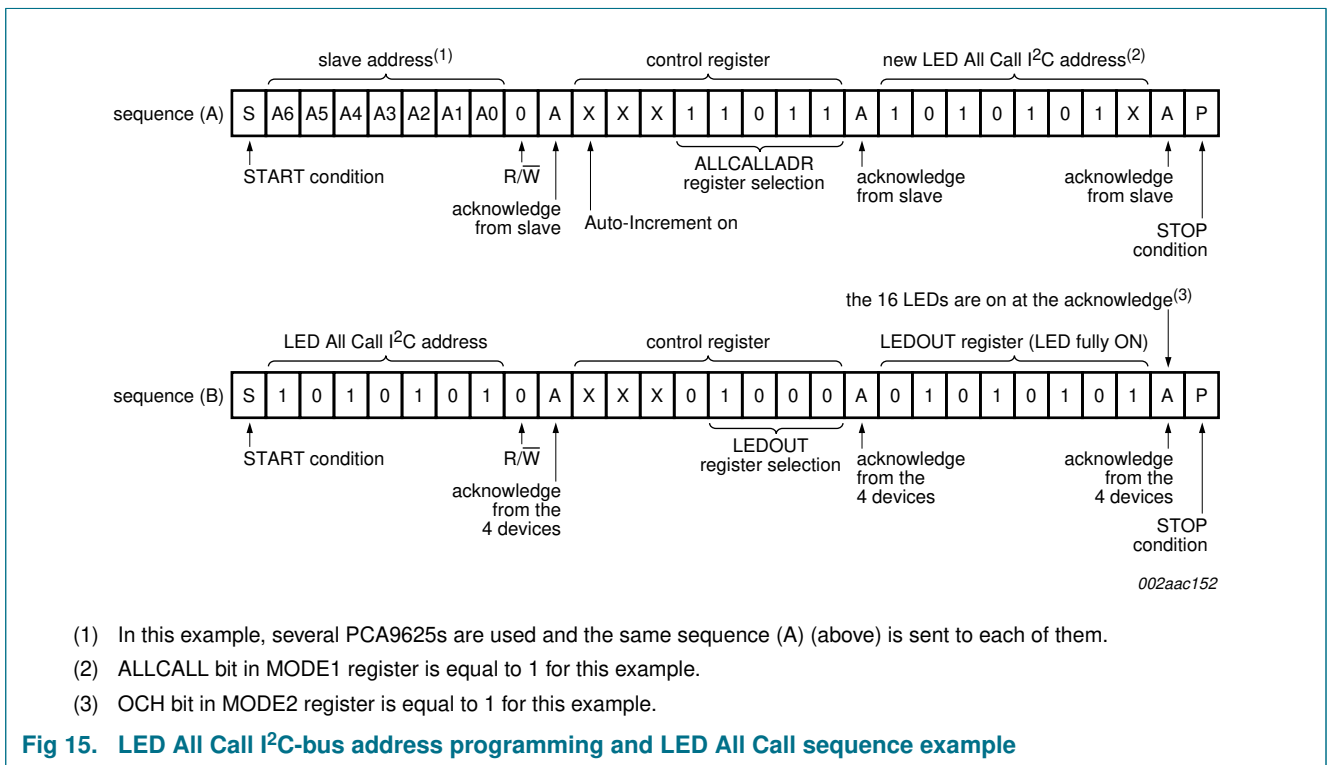 slave address(1) control register new LED All Call I2C address(2)
sequence (A) S A6 A5 A4 A3 A2 A1 A0 0 A X X X 1 1 0 1 1 A 1 0 1 0 1 0 1 X A P
START condition R/W ALLCALLADR acknowledge acknowledge
register selection from slave from slave
acknowledge
from slave Auto-Increment on STOP
condition
the 16 LEDs are on at the acknowledge(3)
LED All Call I2C address control register LEDOUT register (LED fully ON)
sequence (B) S 1 0 1 0 1 0 1 0 A X X X 0 1 0 0 0 A 0 1 0 1 0 1 0 1 A P
START condition R/W LEDOUT acknowledge acknowledge
register selection from the from the
acknowledge 4 devices 4 devices
from the
4 devices STOP
condition
002aac152
(1) In this example, several PCA9625s are used and the same sequence (A) (above) is sent to each of them.
(2) ALLCALL bit in MODE1 register is equal to 1 for this example.
(3) OCH bit in MODE2 register is equal to 1 for this example.
Fig 15. LED All Call I2C-bus address programming and LED All Call sequence example